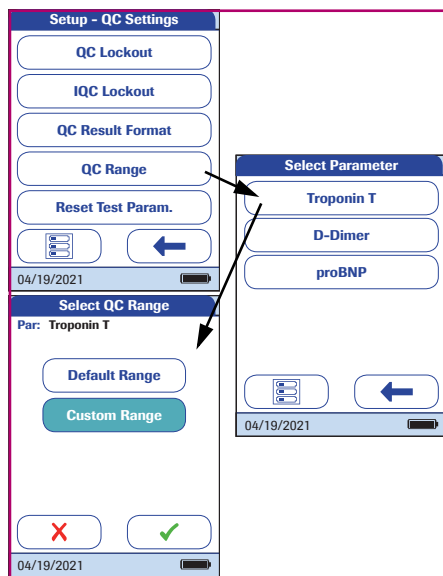 Setup - QC Settings
QC Lockout
IQC Lockout
QC Result Format
QC Range
Reset Test Param.
04/19/2021
Select Parameter
Troponin T
D-Dimer
proBNP
04/19/2021
Select QC Range
Par: Troponin T
Default Range
Custom Range
04/19/2021